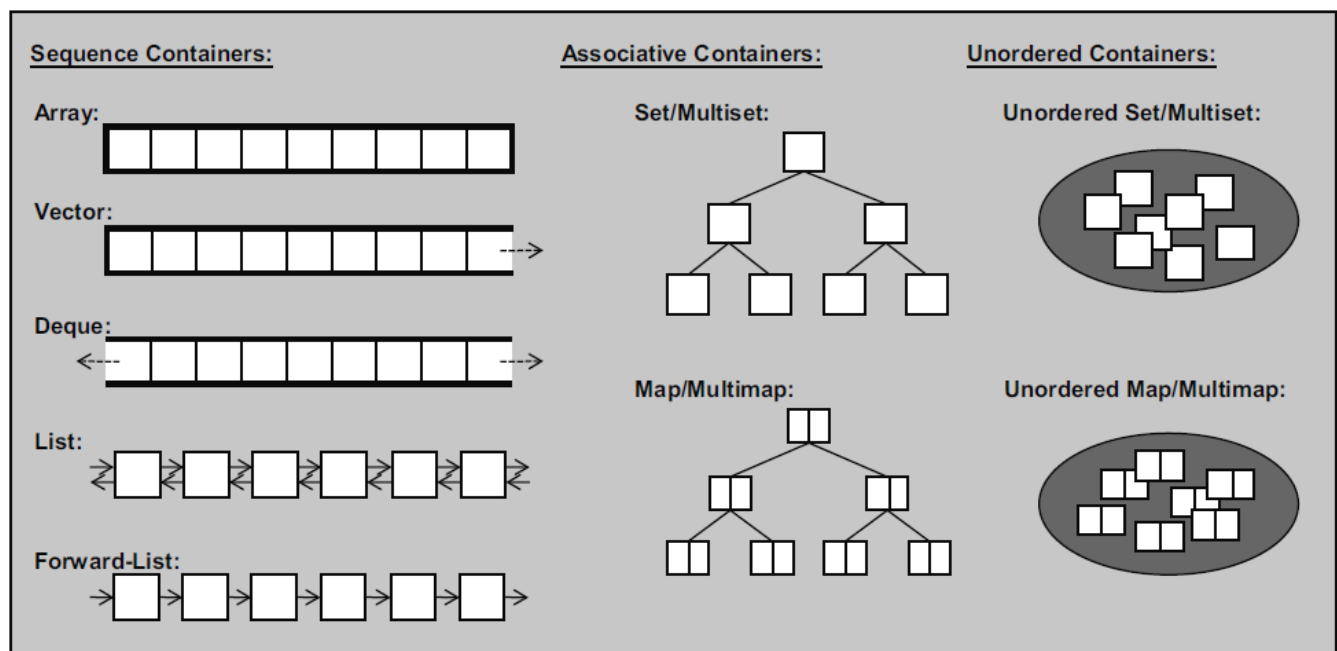 Sequence Containers:
Array:
Vector:
Deque:
List:
Forward-List:
Associative Containers:
Set/Multiset:
Map/Multimap:
Unordered Containers:
Unordered Set/Multiset:
Unordered Map/Multimap: